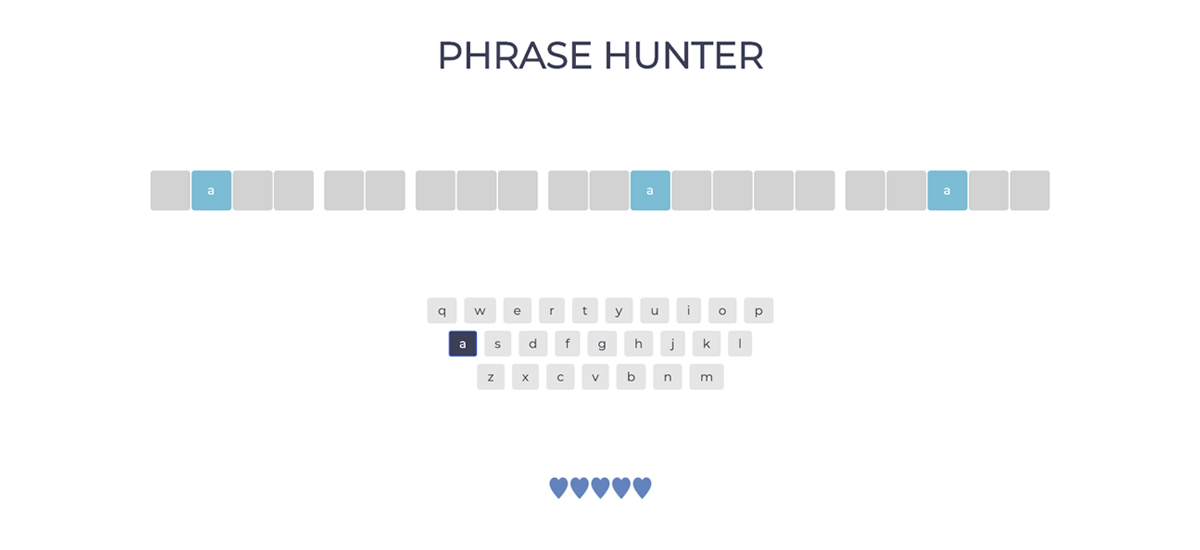 PHRASE HUNTER
a a a
q w e r t y u i o p
a s d f g h j k l
z x c v b n m